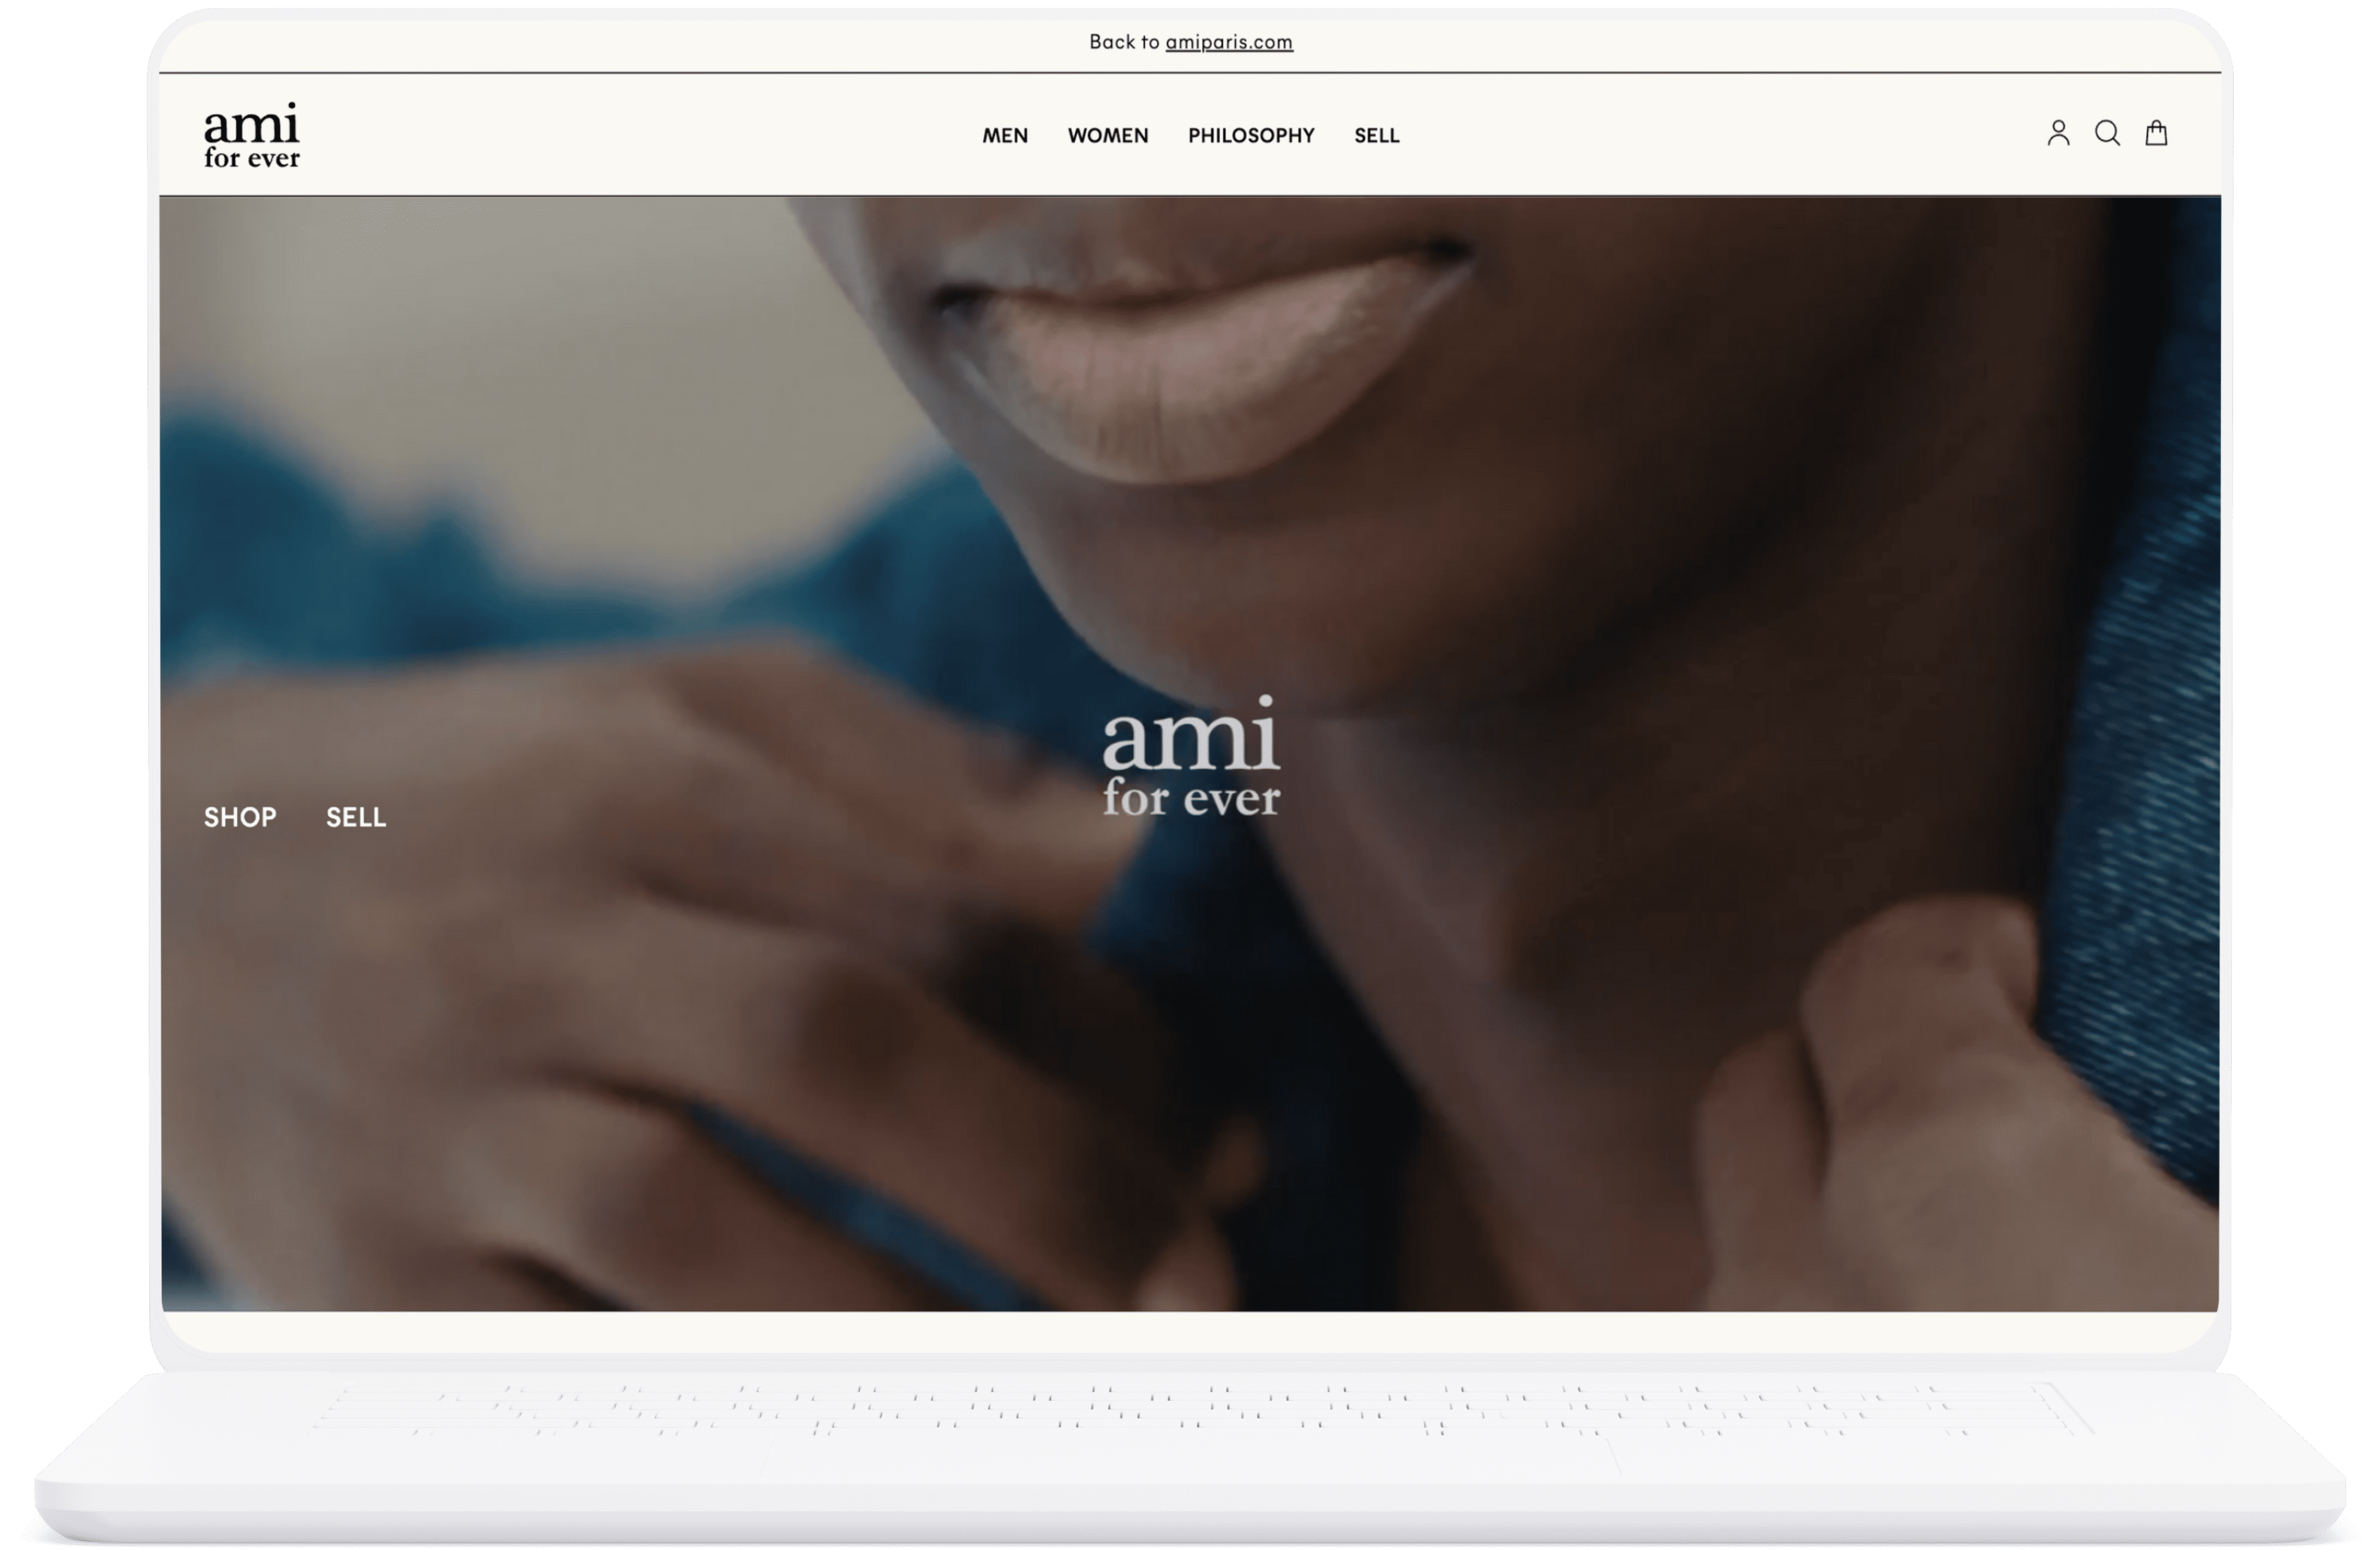 Back to amiparis.com
ami
for ever
MEN WOMEN PHILOSOPHY SELL
ami
for ever
SHOP SELL